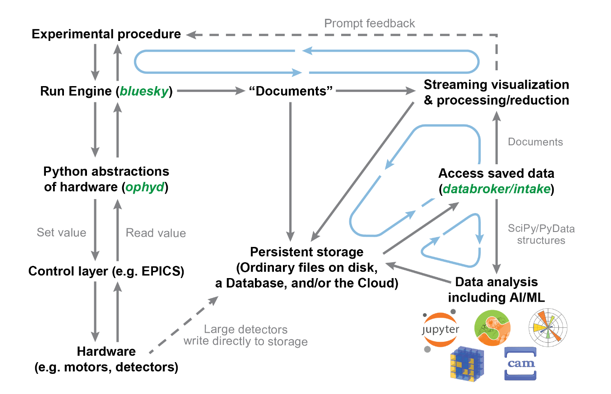 Prompt feedback
Experimental procedure
Run Engine (bluesky)
“Documents”
Streaming visualization
& processing/reduction
Documents
Python abstractions
of hardware (ophyd)
Access saved data
(databroker/intake)
Set value
Read value
SciPy/PyData
structures
Persistent storage
(Ordinary files on disk,
a Database, and/or the Cloud)
Control layer (e.g. EPICS)
Data analysis
including AI/ML
Large detectors
write directly to storage
Hardware
(e.g. motors, detectors)
jupyter
cam